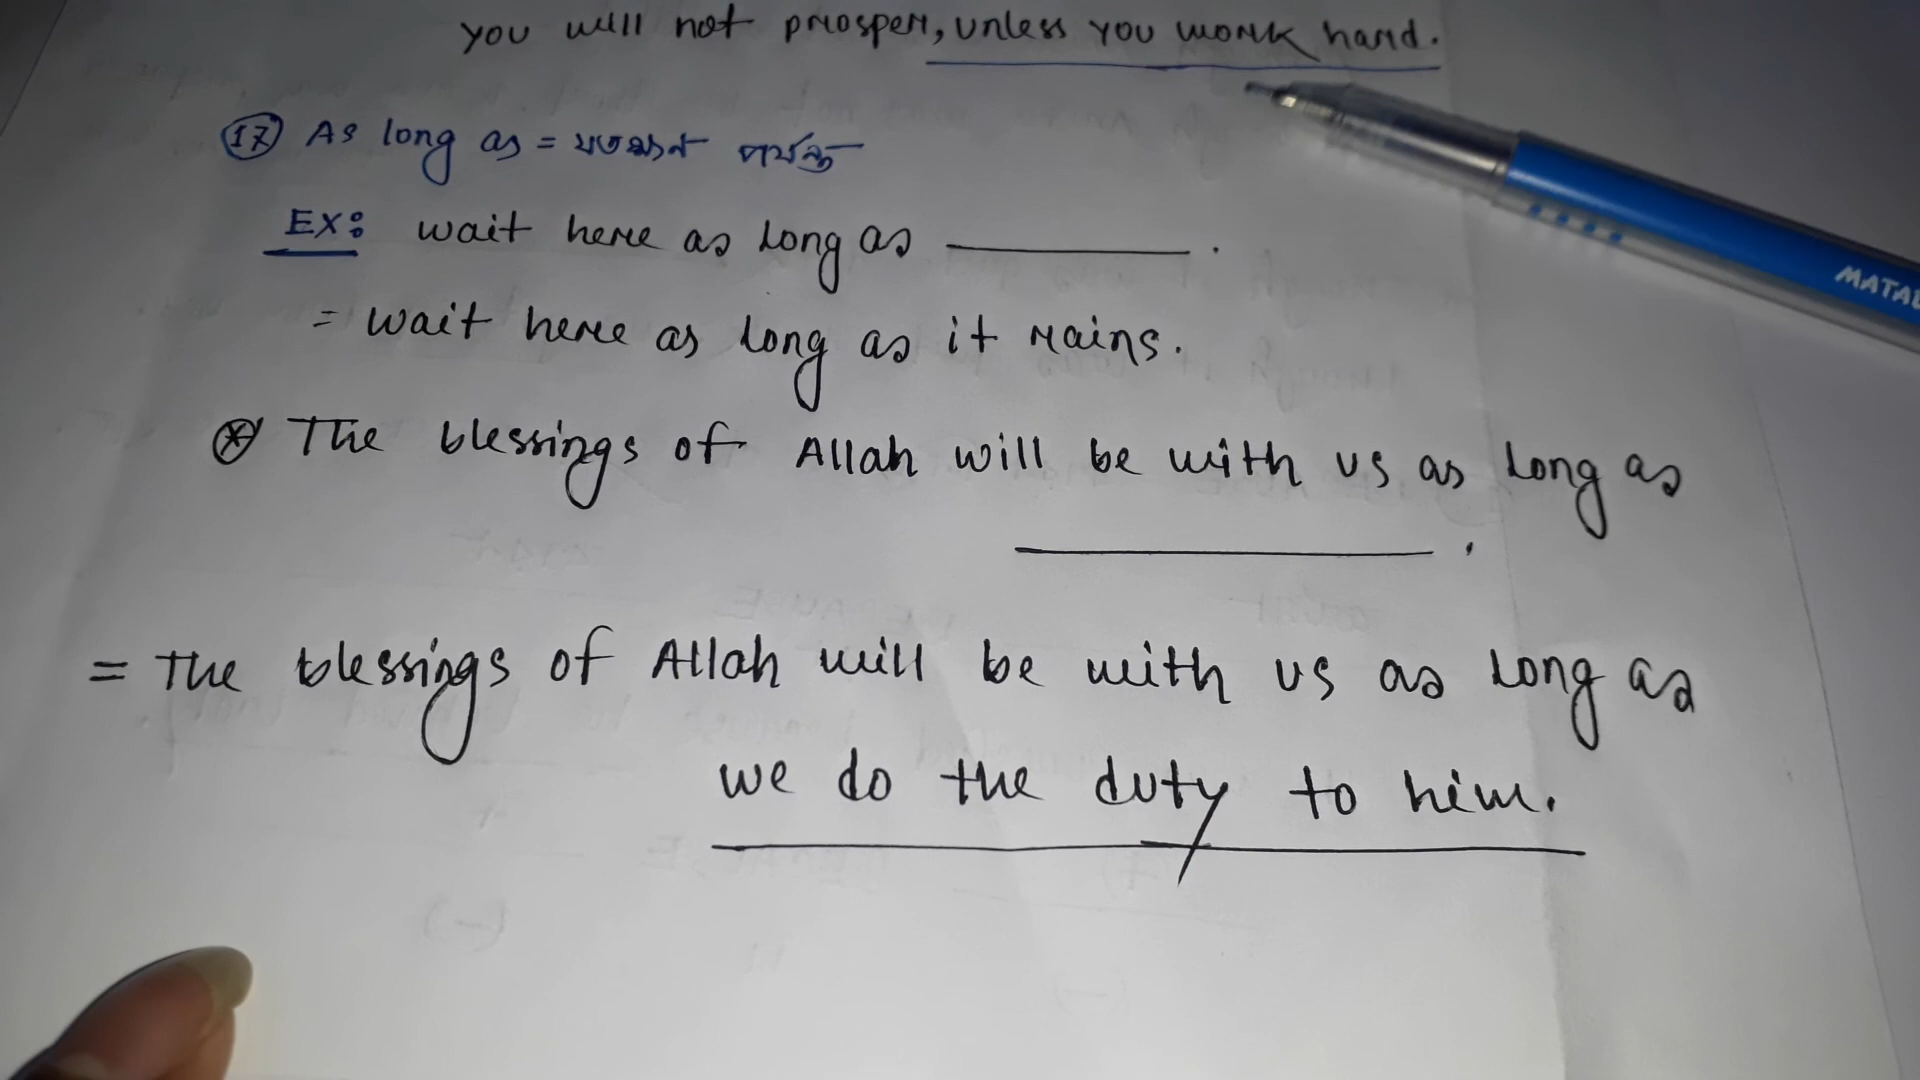 You will not prosper, unless you work hard.
(17) As long as = যতক্ষণ পর্যন্ত
Ex: wait here as long as ______.
= wait here as long as it rains.
* The blessings of Allah will be with us as long as
______.
= The blessings of Allah will be with us as long as
we do the duty to him.